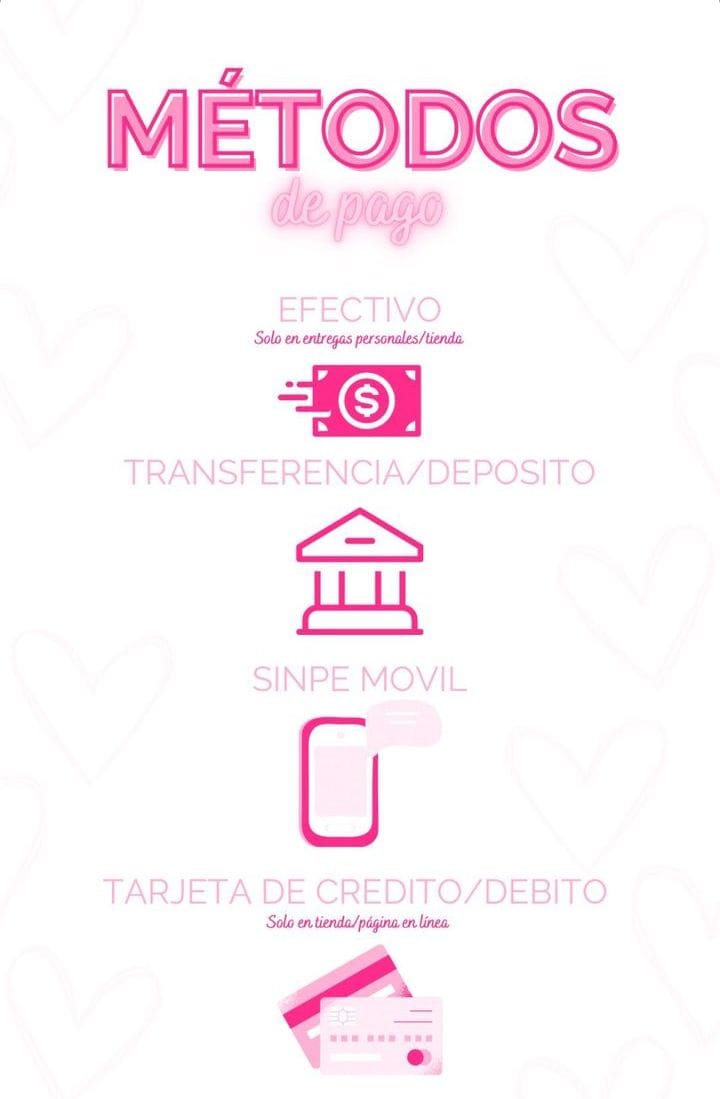 MÉTODOS
de pago
EFECTIVO
Solo en entregas personales/tienda
$
TRANSFERENCIA/DEPOSITO
SINPE MOVIL
TARJETA DE CREDITO/DEBITO
Solo en tienda/página en línea